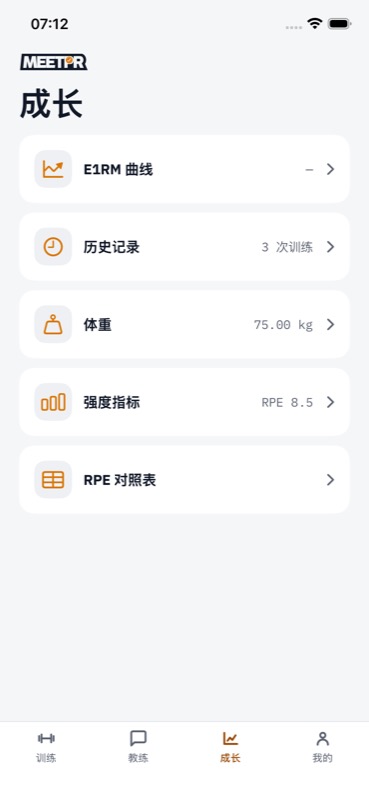 07:12
MEETPR
成长
E1RM 曲线 —
历史记录 3 次训练
体重 75.00 kg
强度指标 RPE 8.5
RPE 对照表
训练 教练 成长 我的